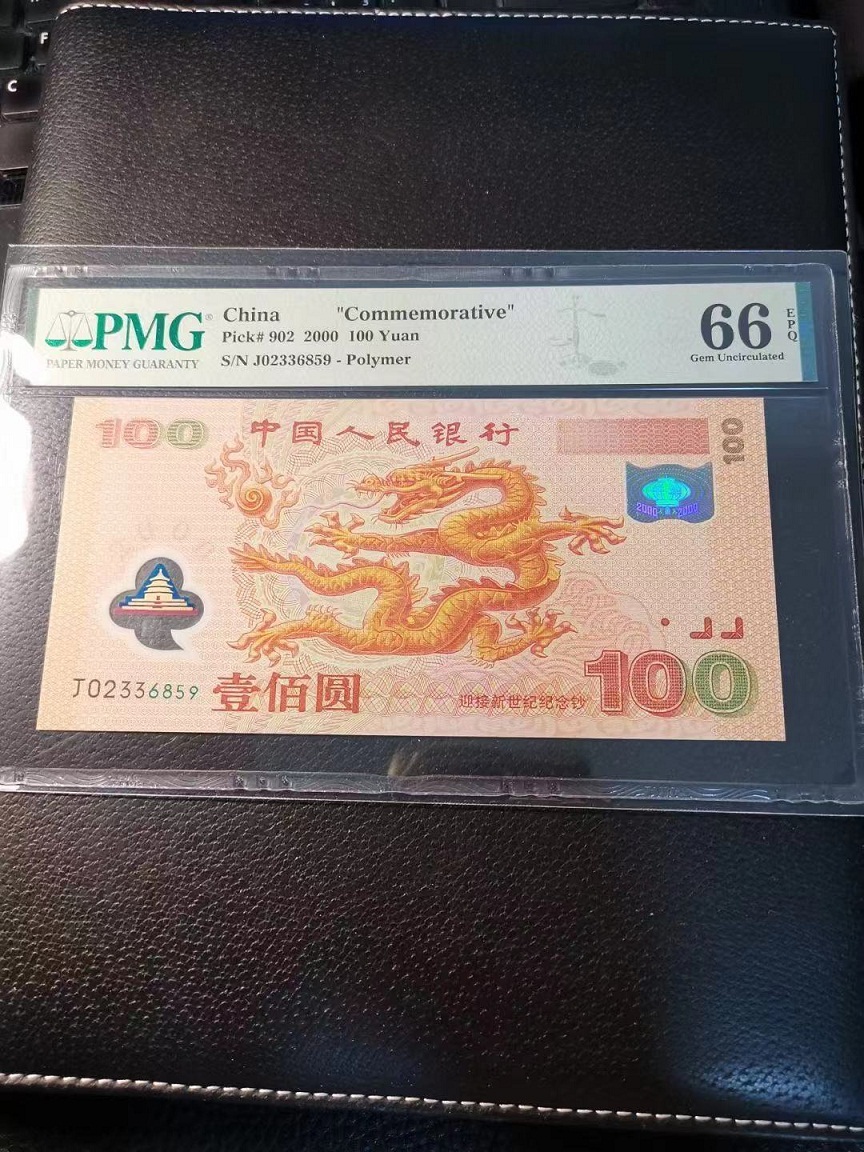 F
C
PMG®
PAPER MONEY GUARANTY
China "Commemorative"
Pick# 902 2000 100 Yuan
S/N J02336859 - Polymer
66
EPQ
Gem Uncirculated
100
中国人民银行
100
2000 2000
J02336859
壹佰圆
迎接新世纪纪念钞
100